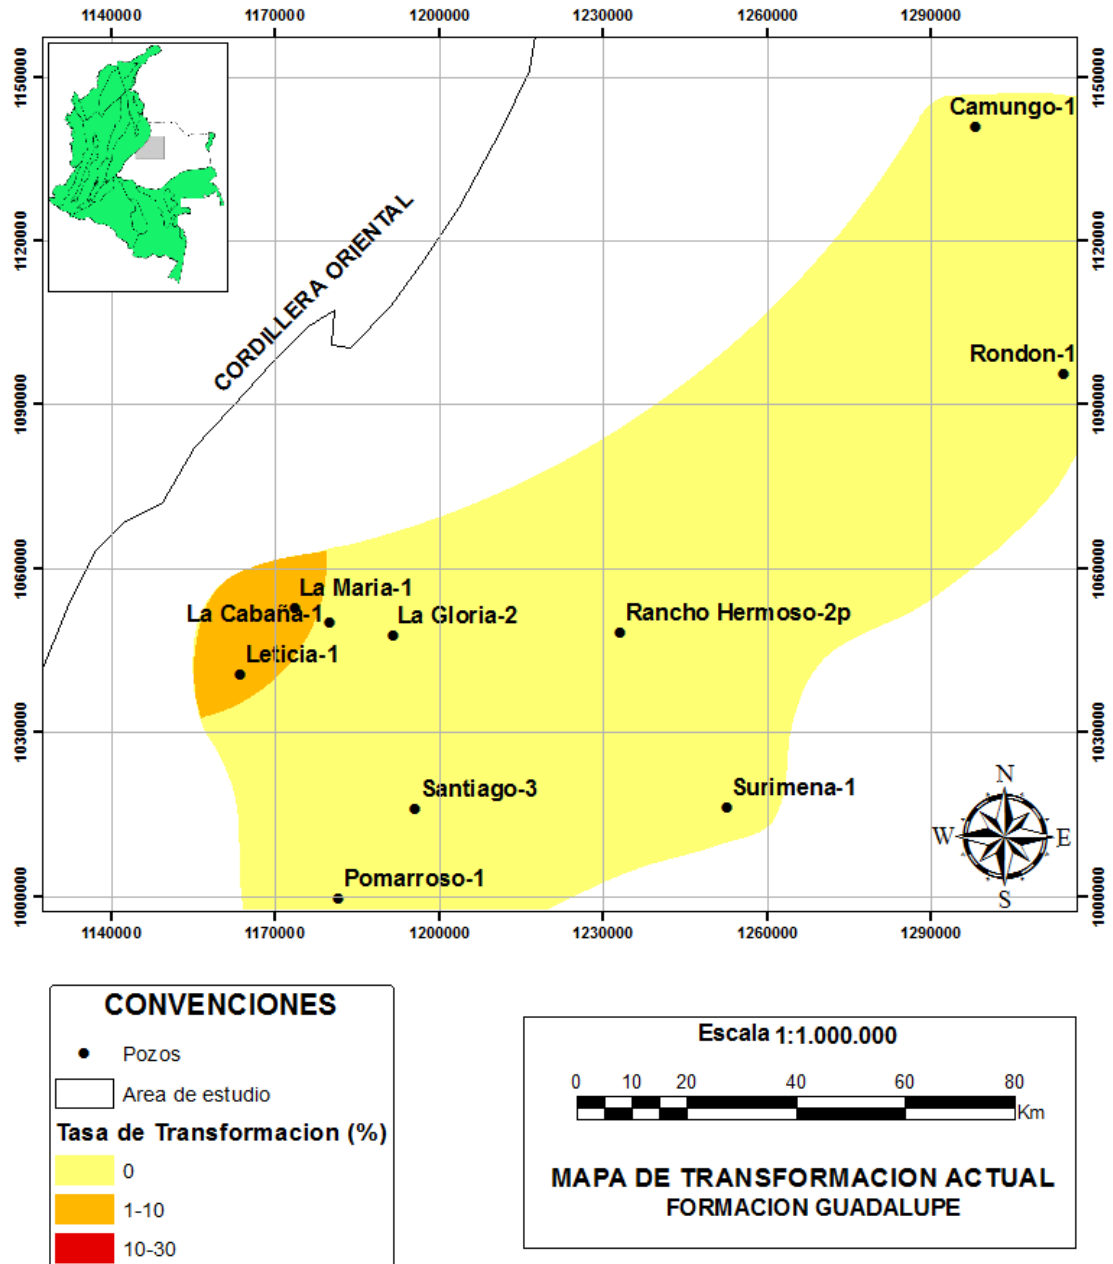 1140000 1170000 1200000 1230000 1260000 1290000
1150000
1150000
Camungo-1
1120000
1120000
CORDILLERA ORIENTAL
Rondon-1
1090000
1090000
1060000
1060000
La Maria-1
La Cabaña-1
La Gloria-2
Rancho Hermoso-2p
Leticia-1
1030000
1030000
Santiago-3
Surimena-1
N
W
E
S
Pomarroso-1
1000000
1000000
1140000 1170000 1200000 1230000 1260000 1290000
CONVENCIONES
Pozos
Area de estudio
Tasa de Transformacion (%)
0
1-10
10-30
Escala 1:1.000.000
0 10 20 40 60 80
Km
MAPA DE TRANSFORMACION ACTUAL
FORMACION GUADALUPE